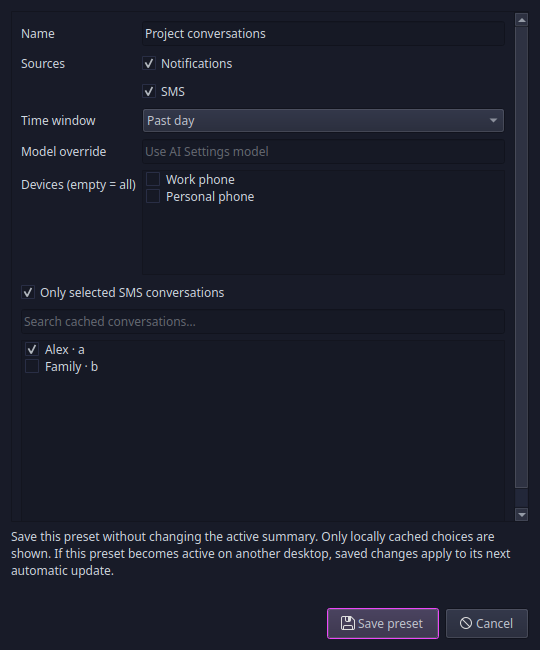 Name Project conversations
Sources Notifications
SMS
Time window Past day
Model override Use AI Settings model
Devices (empty = all) Work phone
Personal phone
Only selected SMS conversations
Search cached conversations...
Alex · a
Family · b
Save this preset without changing the active summary. Only locally cached choices are
shown. If this preset becomes active on another desktop, saved changes apply to its next
automatic update.
Save preset Cancel